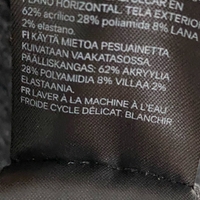 PLANO HORIZONTAL. TELA EXTERIOR
62% acrilico 28% poliamida 8% LANA
2% elastano.
FI KÄYTÄ MIETOA PESUAINETTA
KUIVATAAN VAAKATASOSSA.
PÄÄLLISKANGAS: 62% AKRYYLIA
28% POLYAMIDIA 8% VILLAA 2%
ELASTAANIA.
FR LAVER À LA MACHINE À L'EAU
FROIDE CYCLE DÉLICAT. BLANCHIR